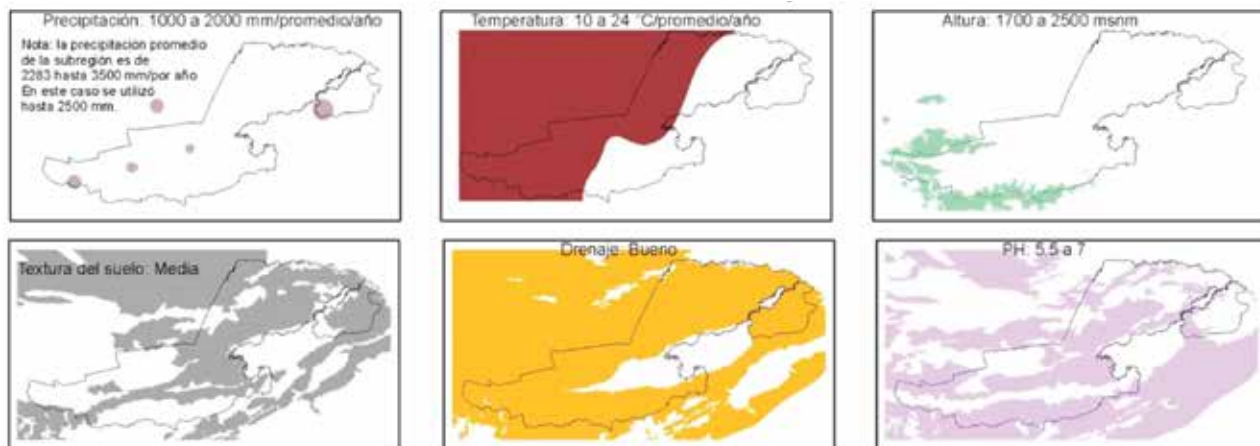 Precipitación: 1000 a 2000 mm/promedio/año
Nota: la precipitación promedio
de la subregión es de
2283 hasta 3500 mm/por año
En este caso se utilizó
hasta 2500 mm.
Temperatura: 10 a 24 °C/promedio/año
Altura: 1700 a 2500 msnm
Textura del suelo: Media
Drenaje: Bueno
PH: 5.5 a 7